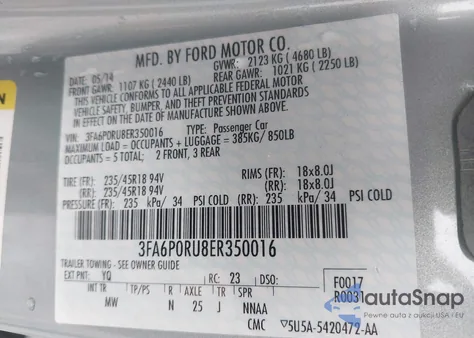 MFD. BY FORD MOTOR CO.
DATE: 05/14 GVWR: 2123 KG ( 4680 LB)
FRONT GAWR: 1107 KG ( 2440 LB) REAR GAWR: 1021 KG ( 2250 LB)
THIS VEHICLE CONFORMS TO ALL APPLICABLE FEDERAL MOTOR
VEHICLE SAFETY, BUMPER, AND THEFT PREVENTION STANDARDS
IN EFFECT ON THE DATE OF MANUFACTURE SHOWN ABOVE.
VIN: 3FA6P0RU8ER350016 TYPE: Passenger Car
MAXIMUM LOAD = OCCUPANTS + LUGGAGE = 385KG/ 850LB
OCCUPANTS = 5 TOTAL; 2 FRONT, 3 REAR
TIRE (FR): 235/45R18 94V RIMS (FR): 18x8.0J
(RR): 235/45R18 94V (RR): 18x8.0J
PRESSURE (FR): 235 kPa/ 34 PSI COLD (RR): 235 kPa/ 34 PSI COLD
3FA6P0RU8ER350016
TRAILER TOWING - SEE OWNER GUIDE
EXT PNT: YQ RC: 23 DSO: F0017
R0031
INT TR TP/PS R AXLE TR SPR
MW N 25 J NNAA
autaSnap
Pewne auta z aukcji USA i EU
CMC 5U5A-5420472-AA